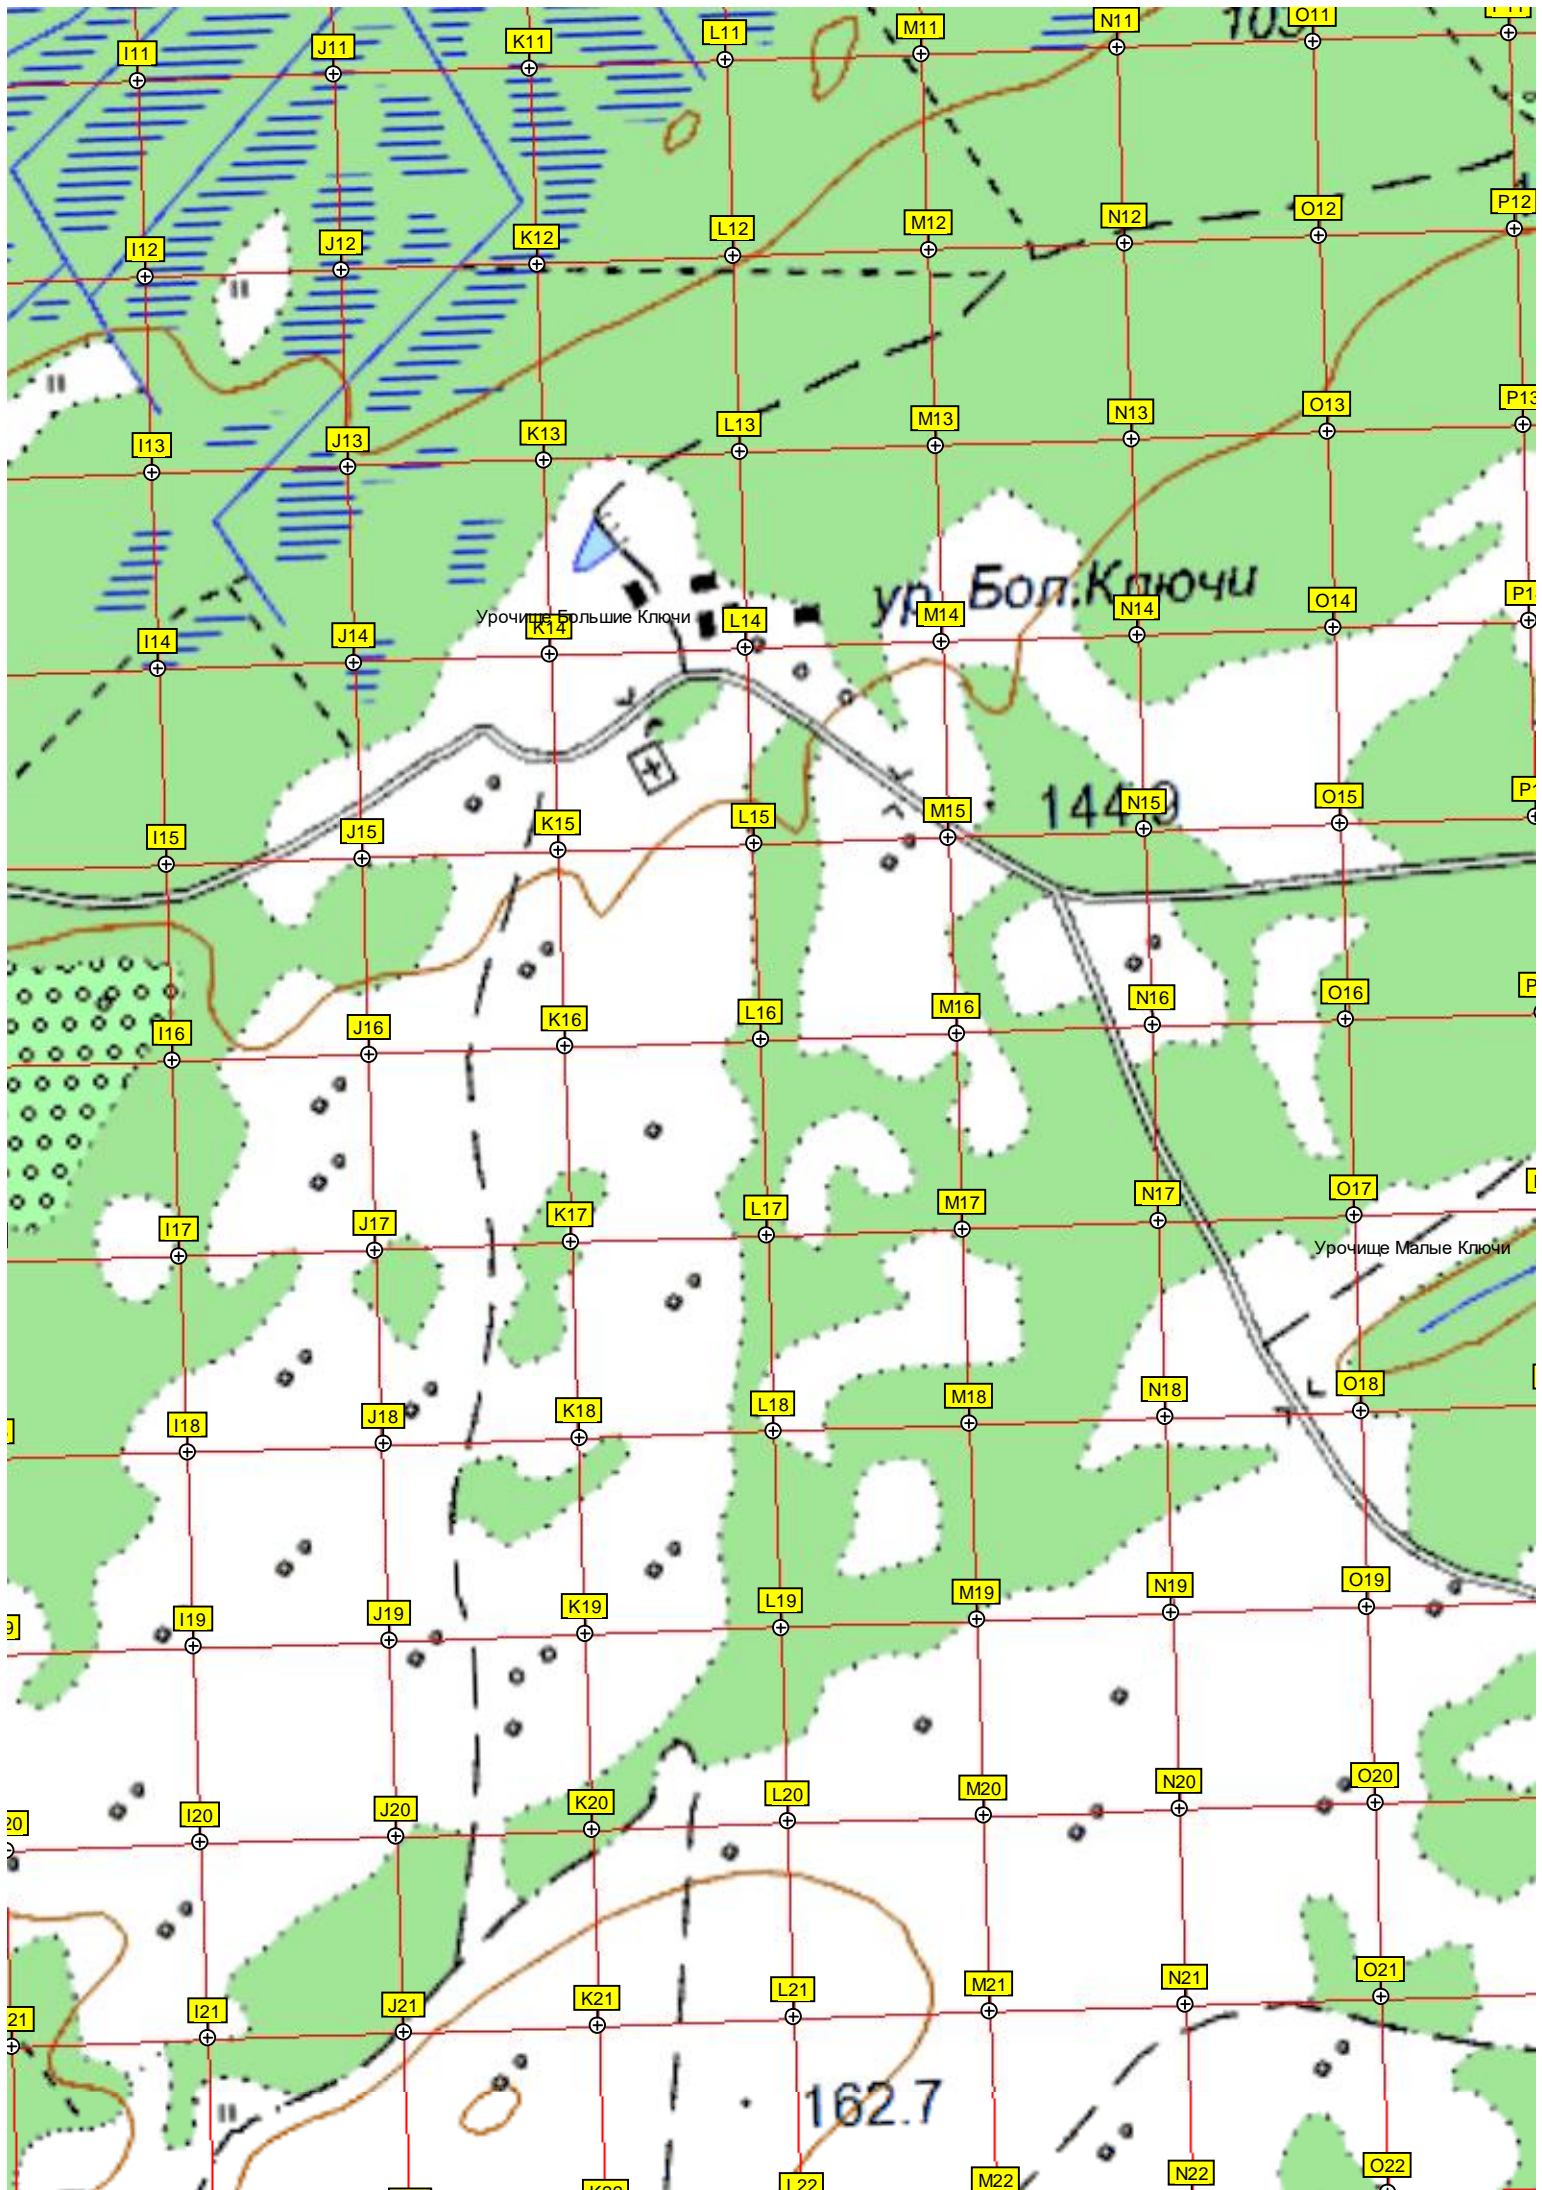 I11 J11 K11 L11 M11 N11 O11
I12 J12 K12 L12 M12 N12 O12 P12
I13 J13 K13 L13 M13 N13 O13 P13
ур. Бол. Ключи
Урочище Большие Ключи
I14 J14 K14 L14 M14 N14 O14
144.9
I15 J15 K15 L15 M15 N15 O15
I16 J16 K16 L16 M16 N16 O16
I17 J17 K17 L17 M17 N17 O17
Урочище Малые Ключи
I18 J18 K18 L18 M18 N18 O18
I19 J19 K19 L19 M19 N19 O19
20 I20 J20 K20 L20 M20 N20 O20
21 I21 J21 K21 L21 M21 N21 O21
162.7
L22 M22 N22 O22